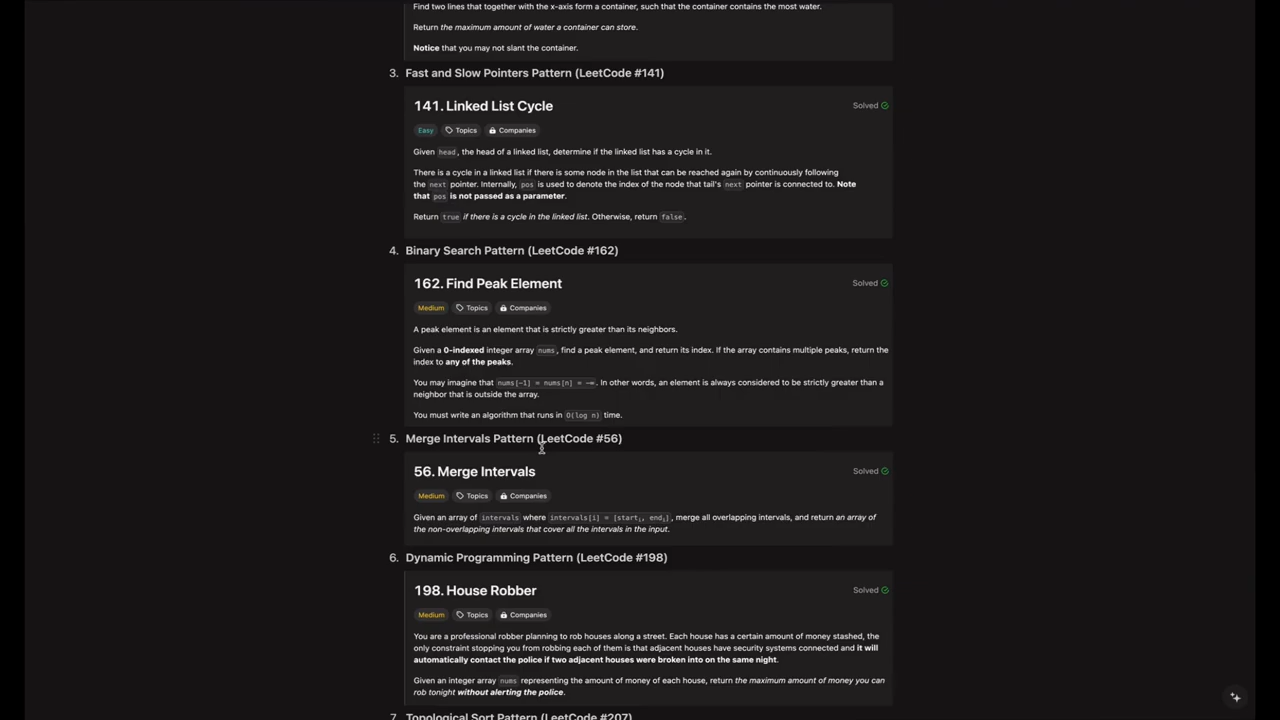 Find two lines that together with the x-axis form a container, such that the container contains the most water.
Return the maximum amount of water a container can store.
Notice that you may not slant the container.
3. Fast and Slow Pointers Pattern (LeetCode #141)
141. Linked List Cycle
Solved
Easy Topics Companies
Given head, the head of a linked list, determine if the linked list has a cycle in it.
There is a cycle in a linked list if there is some node in the list that can be reached again by continuously following
the next pointer. Internally, pos is used to denote the index of the node that tail's next pointer is connected to. Note
that pos is not passed as a parameter.
Return true if there is a cycle in the linked list. Otherwise, return false.
4. Binary Search Pattern (LeetCode #162)
162. Find Peak Element
Solved
Medium Topics Companies
A peak element is an element that is strictly greater than its neighbors.
Given a 0-indexed integer array nums, find a peak element, and return its index. If the array contains multiple peaks, return the
index to any of the peaks.
You may imagine that nums[-1] = nums[n] = -∞. In other words, an element is always considered to be strictly greater than a
neighbor that is outside the array.
You must write an algorithm that runs in O(log n) time.
5. Merge Intervals Pattern (LeetCode #56)
56. Merge Intervals
Solved
Medium Topics Companies
Given an array of intervals where intervals[i] = [starti, endi], merge all overlapping intervals, and return an array of
the non-overlapping intervals that cover all the intervals in the input.
6. Dynamic Programming Pattern (LeetCode #198)
198. House Robber
Solved
Medium Topics Companies
You are a professional robber planning to rob houses along a street. Each house has a certain amount of money stashed, the
only constraint stopping you from robbing each of them is that adjacent houses have security systems connected and it will
automatically contact the police if two adjacent houses were broken into on the same night.
Given an integer array nums representing the amount of money of each house, return the maximum amount of money you can
rob tonight without alerting the police.
7. Topological Sort Pattern (LeetCode #207)